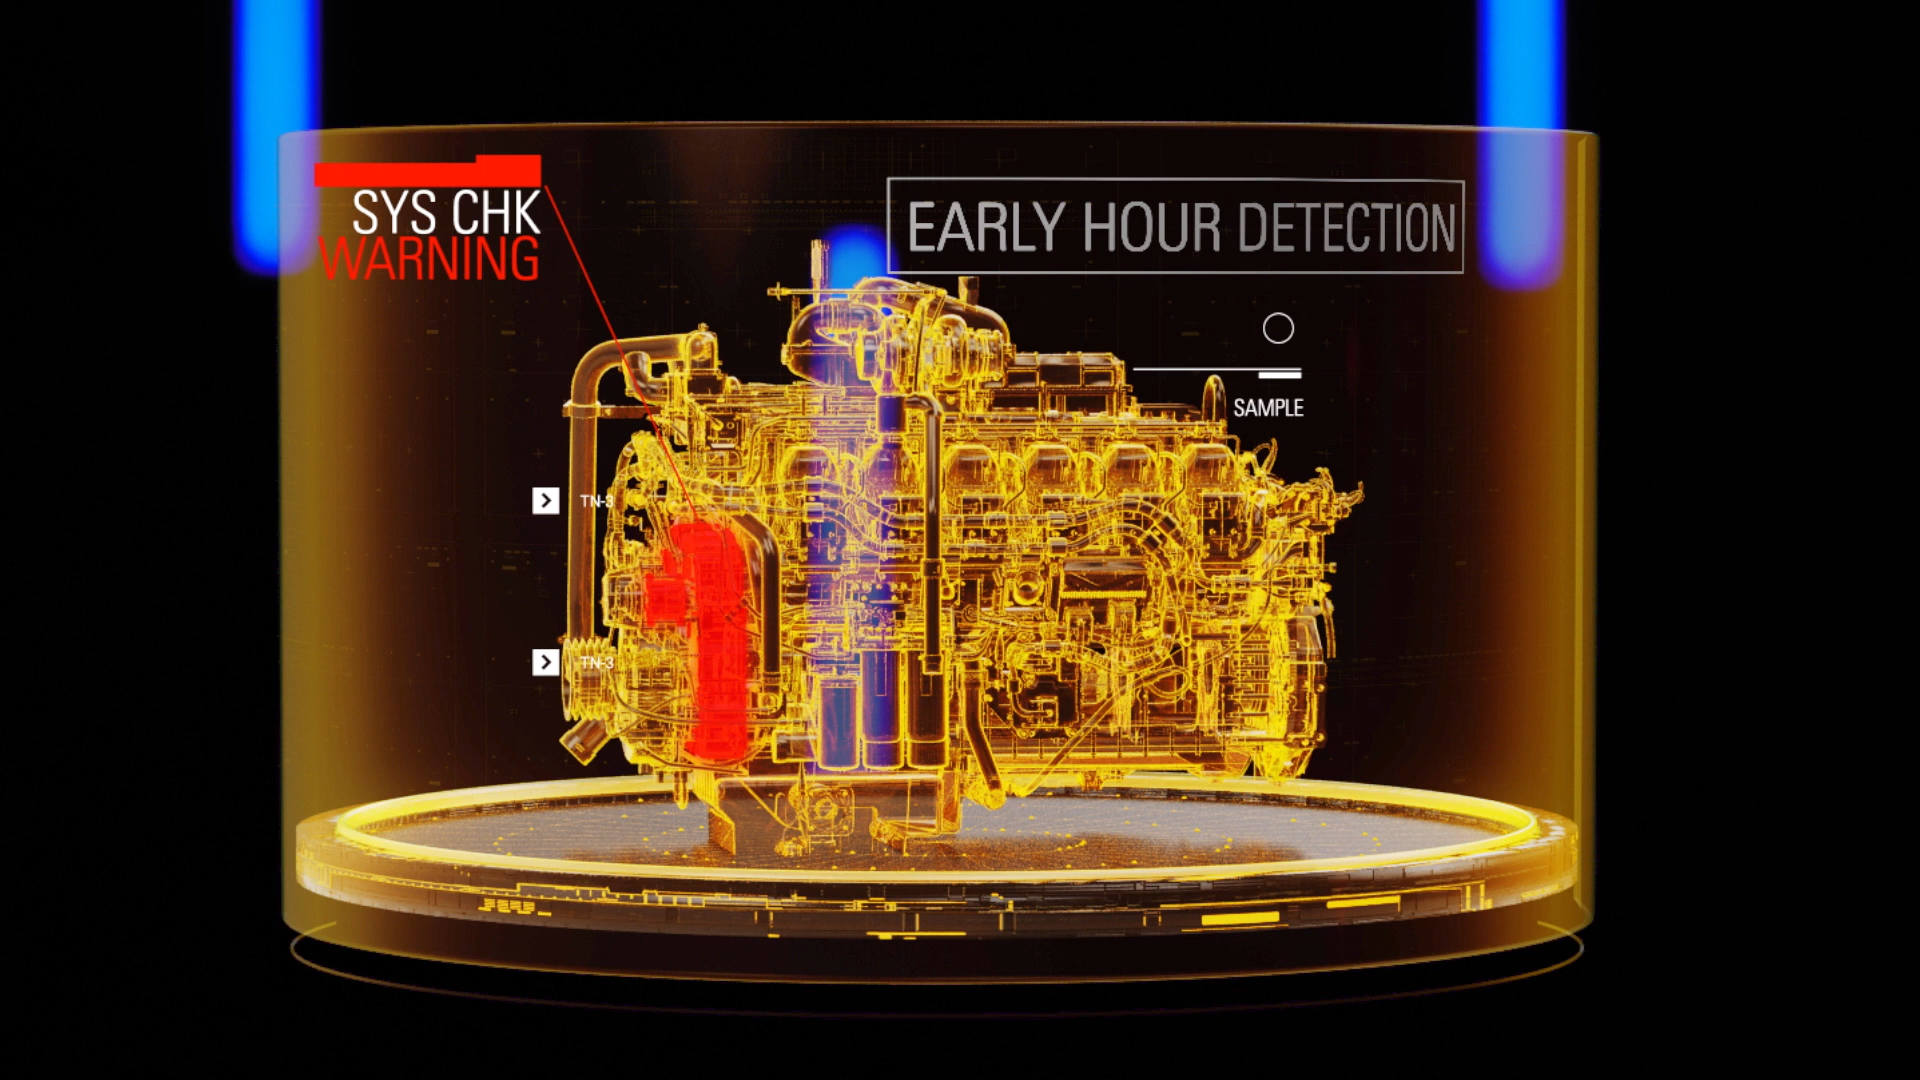 SYS CHK
WARNING
EARLY HOUR DETECTION
SAMPLE
TN-3
TN-3